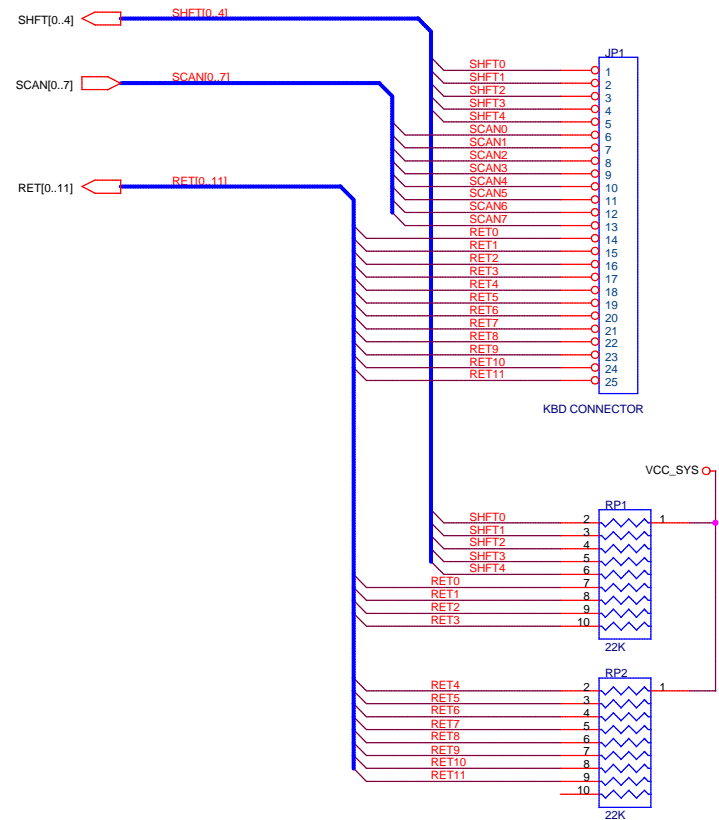 SHFT[0..4] SHFT[0..4]
SCAN[0..7] SCAN[0..7]
RET[0..11] RET[0..11]
JP1
SHFT0 1
SHFT1 2
SHFT2 3
SHFT3 4
SHFT4 5
SCAN0 6
SCAN1 7
SCAN2 8
SCAN3 9
SCAN4 10
SCAN5 11
SCAN6 12
SCAN7 13
RET0 14
RET1 15
RET2 16
RET3 17
RET4 18
RET5 19
RET6 20
RET7 21
RET8 22
RET9 23
RET10 24
RET11 25
KBD CONNECTOR
VCC_SYS
RP1
SHFT0 2 1
SHFT1 3
SHFT2 4
SHFT3 5
SHFT4 6
RET0 7
RET1 8
RET2 9
RET3 10
22K
RP2
RET4 2 1
RET5 3
RET6 4
RET7 5
RET8 6
RET9 7
RET10 8
RET11 9
10
22K